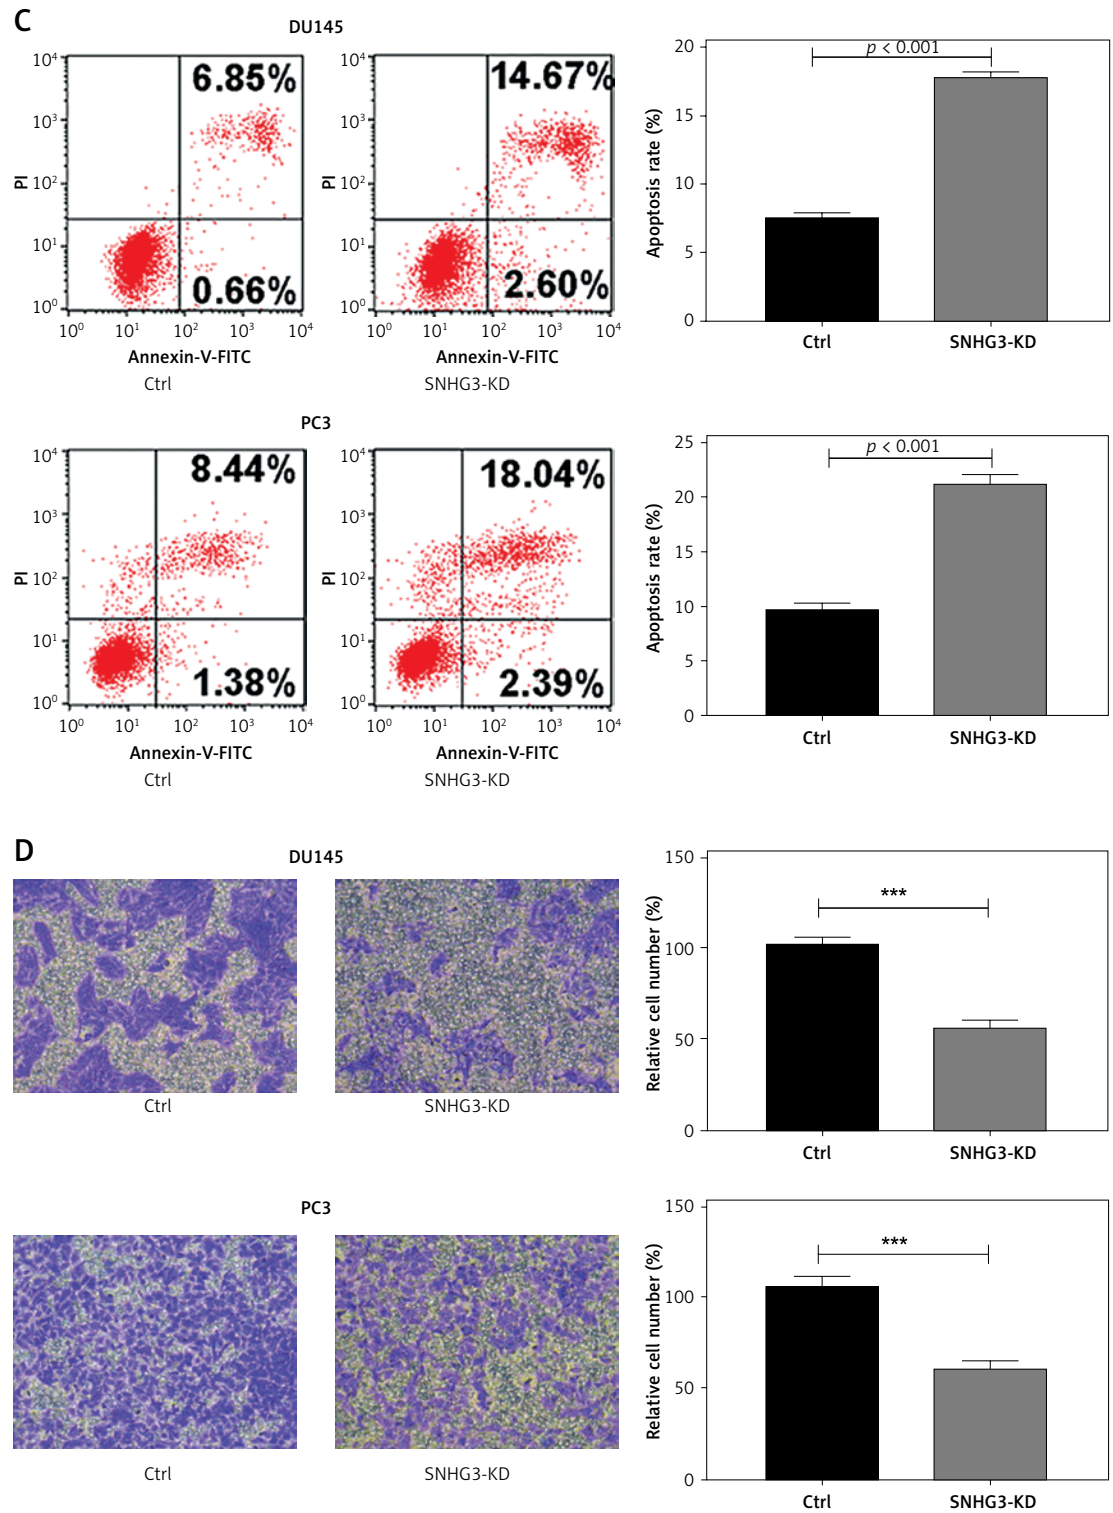 C
DU145
10⁴
10³
10²
10¹
10⁰
PI
6.85%
0.66%
10⁰ 10¹ 10² 10³ 10⁴
Annexin-V-FITC
Ctrl
10⁴
10³
10²
10¹
10⁰
PI
14.67%
2.60%
10⁰ 10¹ 10² 10³ 10⁴
Annexin-V-FITC
SNHG3-KD
Apoptosis rate (%)
20
15
10
5
0
p < 0.001
Ctrl SNHG3-KD
PC3
10⁴
10³
10²
10¹
10⁰
PI
8.44%
1.38%
10⁰ 10¹ 10² 10³ 10⁴
Annexin-V-FITC
Ctrl
10⁴
10³
10²
10¹
10⁰
PI
18.04%
2.39%
10⁰ 10¹ 10² 10³ 10⁴
Annexin-V-FITC
SNHG3-KD
Apoptosis rate (%)
25
20
15
10
5
0
p < 0.001
Ctrl SNHG3-KD
D
DU145
Ctrl
SNHG3-KD
Relative cell number (%)
150
100
50
0
***
Ctrl SNHG3-KD
PC3
Ctrl
SNHG3-KD
Relative cell number (%)
150
100
50
0
***
Ctrl SNHG3-KD